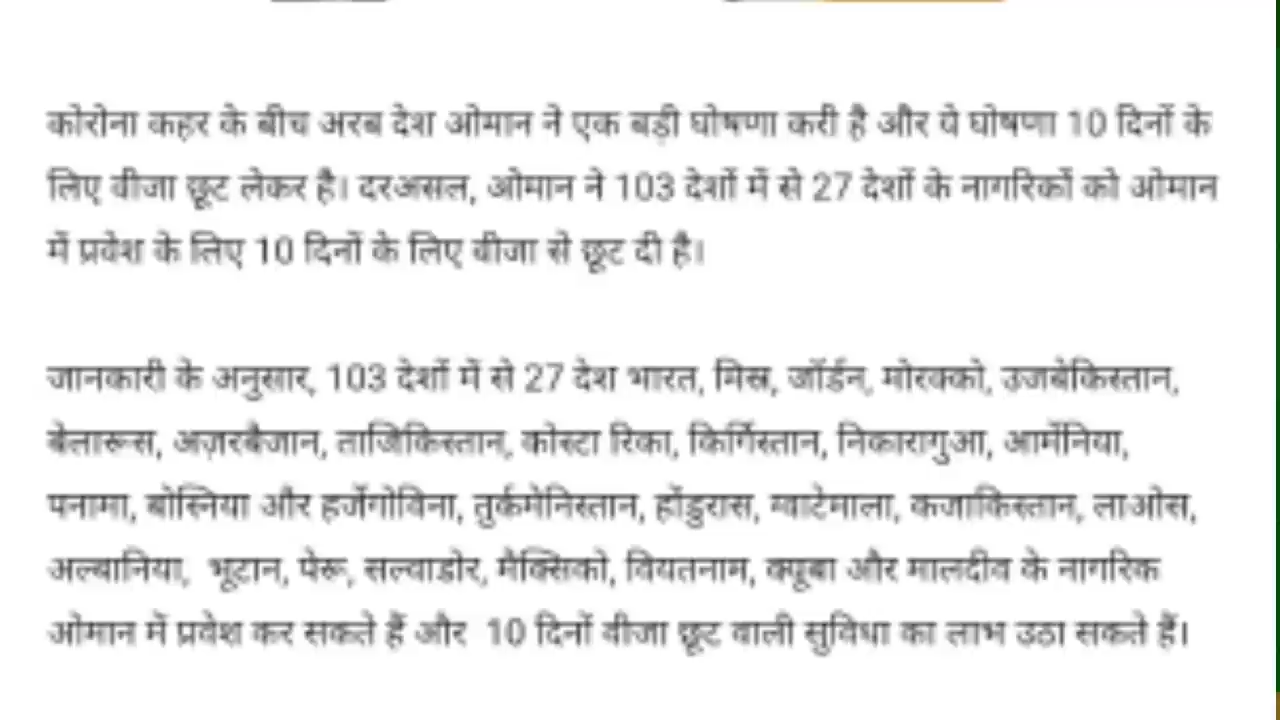 कोरोना कहर के बीच अरब देश ओमान ने एक बड़ी घोषणा करी है और ये घोषणा 10 दिनों के
लिए वीजा छूट लेकर है। दरअसल, ओमान ने 103 देशों में से 27 देशों के नागरिकों को ओमान
में प्रवेश के लिए 10 दिनों के लिए वीजा से छूट दी है।
जानकारी के अनुसार, 103 देशों में से 27 देश भारत, मिस्र, जॉर्डन, मोरक्को, उजबेकिस्तान,
बेलारूस, अज़रबैजान, ताजिकिस्तान, कोस्टा रिका, किर्गिस्तान, निकारागुआ, आर्मेनिया,
पनामा, बोस्निया और हर्जेगोविना, तुर्कमेनिस्तान, होंडुरास, ग्वाटेमाला, कजाकिस्तान, लाओस,
अल्बानिया, भूटान, पेरू, सल्वाडोर, मैक्सिको, वियतनाम, क्यूबा और मालदीव के नागरिक
ओमान में प्रवेश कर सकते हैं और 10 दिनों वीजा छूट वाली सुविधा का लाभ उठा सकते हैं।